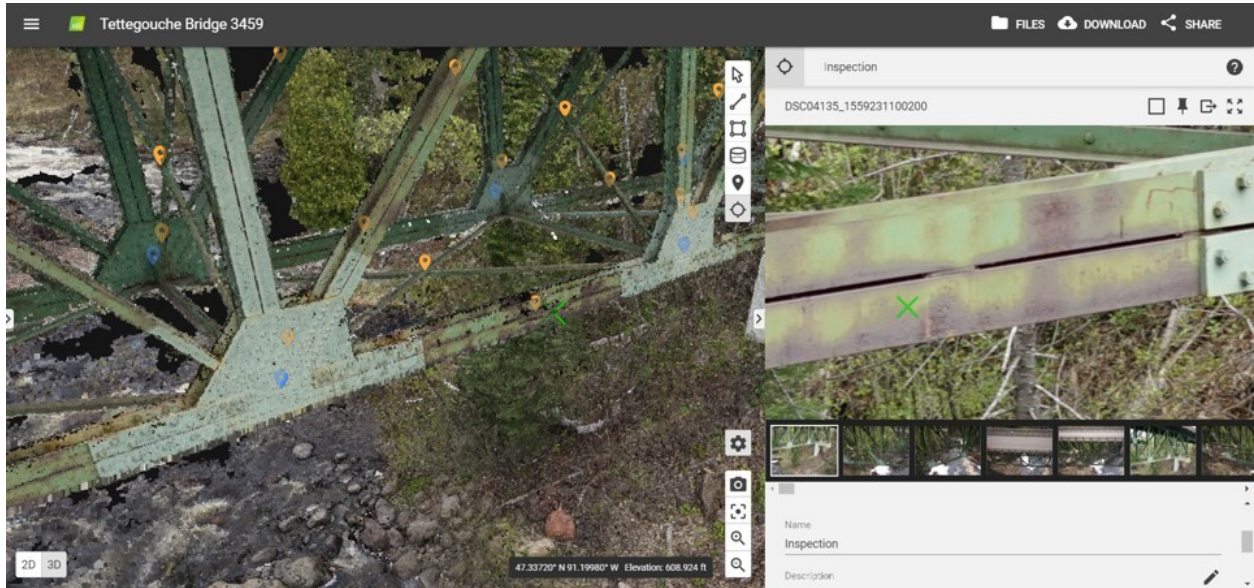 Tettegouche Bridge 3459
FILES
DOWNLOAD
SHARE
Inspection
DSC04135_1559231100200
2D
3D
47.33720° N 91.19980° W Elevation: 608.924 ft
Name
Inspection
Description